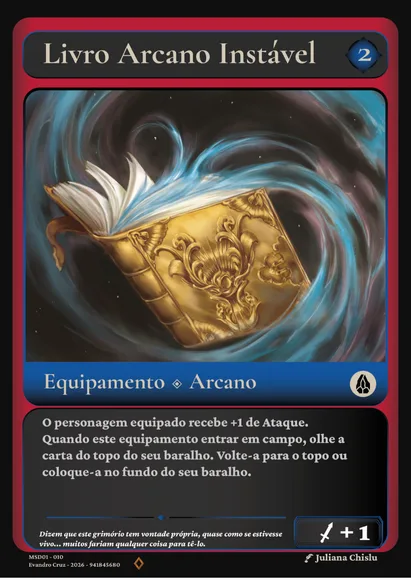 Livro Arcano Instável
2
Equipamento ◈ Arcano
O personagem equipado recebe +1 de Ataque.
Quando este equipamento entrar em campo, olhe a
carta do topo do seu baralho. Volte-a para o topo ou
coloque-a no fundo do seu baralho.
Dizem que este grimório tem vontade própria, quase como se estivesse
vivo... muitos fariam qualquer coisa para tê-lo.
+1
MSD01 - 010
Evandro Cruz - 2026 - 941845680
Juliana Chislu